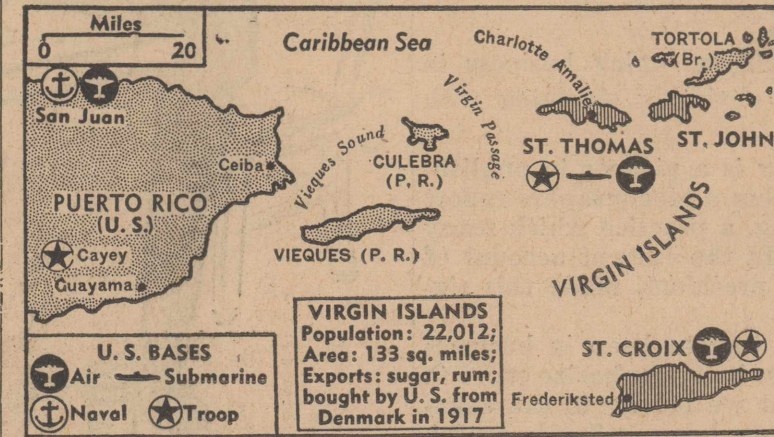 Miles
0 20
Caribbean Sea
Charlotte Amalie
TORTOLA
(Br.)
San Juan
Virgin Passage
Vieques Sound
Ceiba
CULEBRA
(P. R.)
ST. THOMAS
ST. JOHN
PUERTO RICO
(U. S.)
Cayey
Guayama
VIEQUES (P. R.)
VIRGIN ISLANDS
VIRGIN ISLANDS
Population: 22,012;
Area: 133 sq. miles;
Exports: sugar, rum;
bought by U. S. from
Denmark in 1917
ST. CROIX
Frederiksted
U. S. BASES
Air Submarine
Naval Troop